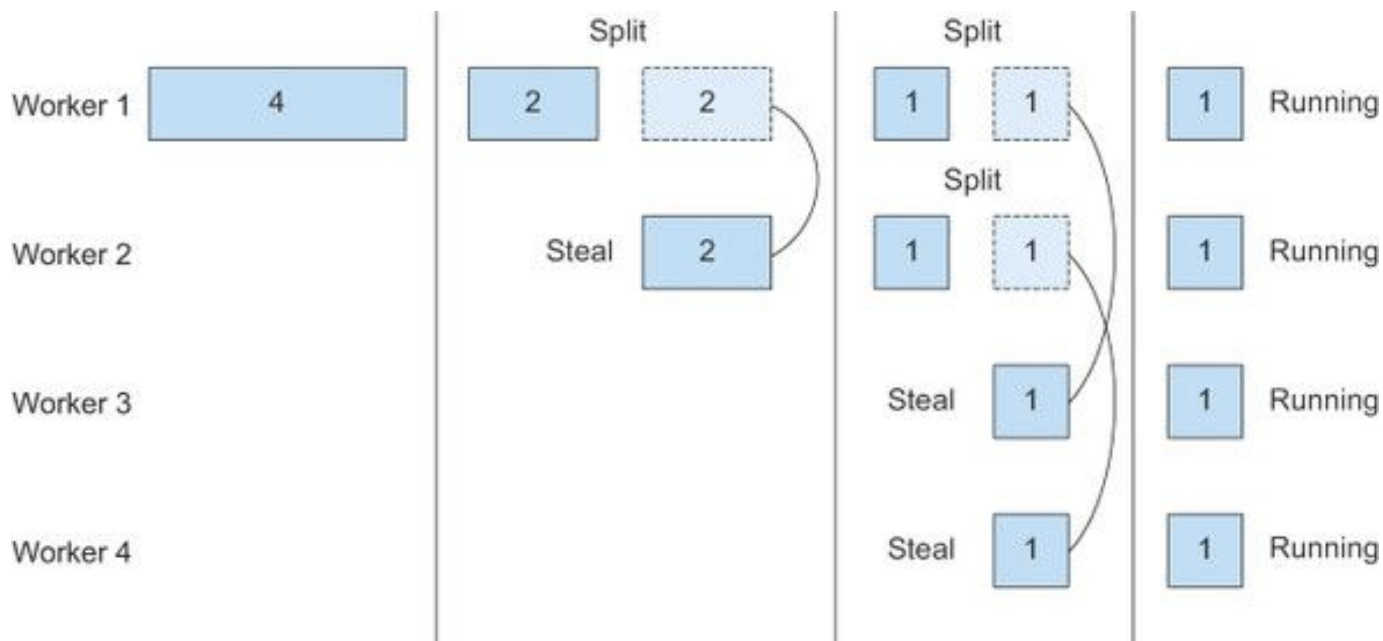 Split Split
Worker 1 4 2 2 1 1 1 Running
Split
Worker 2 Steal 2 1 1 1 Running
Worker 3 Steal 1 1 Running
Worker 4 Steal 1 1 Running